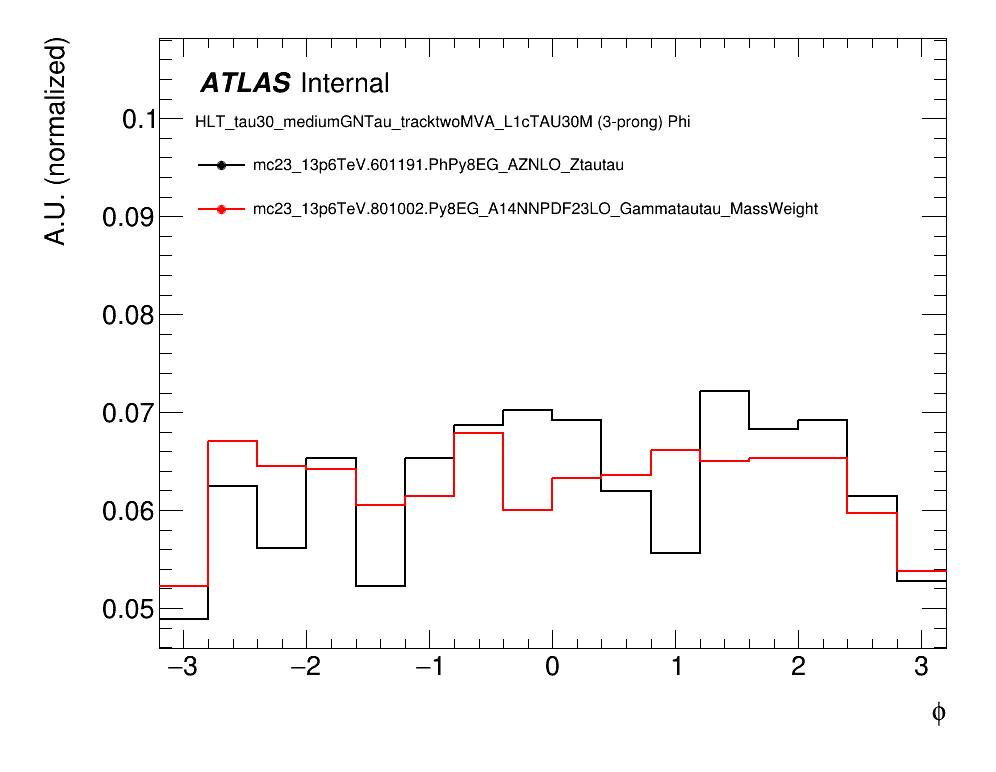 A.U. (normalized)
ATLAS Internal
HLT_tau30_mediumGNTau_tracktwoMVA_L1cTAU30M (3-prong) Phi
mc23_13p6TeV.601191.PhPy8EG_AZNLO_Ztautau
mc23_13p6TeV.801002.Py8EG_A14NNPDF23LO_Gammatautau_MassWeight
0.1
0.09
0.08
0.07
0.06
0.05
−3 −2 −1 0 1 2 3
ϕ